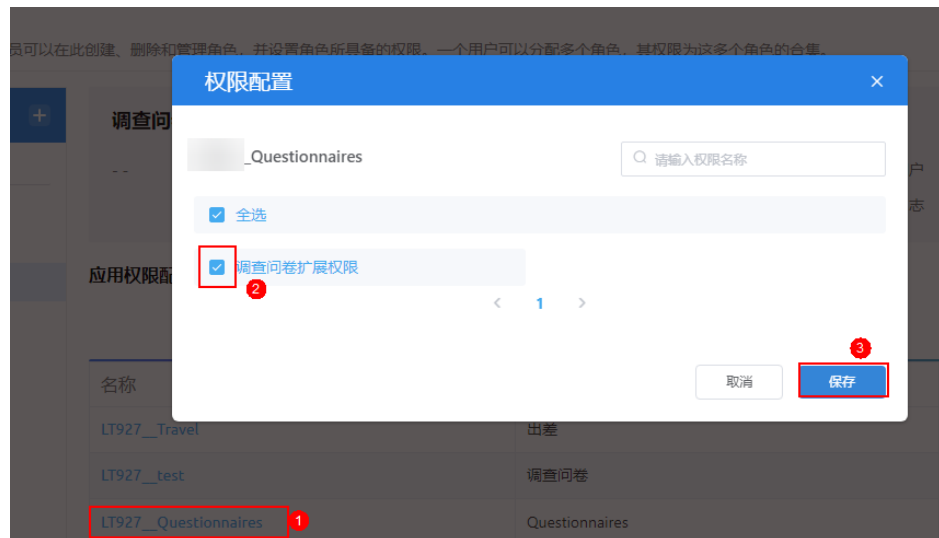 员可以在此创建、删除和管理角色，并设置角色所具备的权限。一个用户可以分配多个角色，其权限为这多个角色的合集。
权限配置
调查问
_Questionnaires
请输入权限名称
--
户
志
全选
调查问卷扩展权限
2
应用权限配
< 1 >
3
取消
保存
名称
LT927__Travel
出差
LT927__test
调查问卷
LT927__Questionnaires
1
Questionnaires